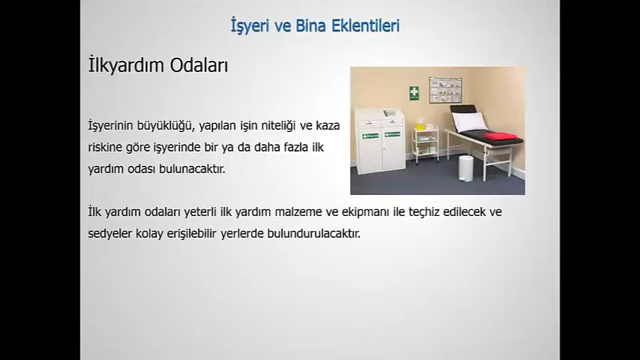 İşyeri ve Bina Eklentileri
İlkyardım Odaları
İşyerinin büyüklüğü, yapılan işin niteliği ve kaza
riskine göre işyerinde bir ya da daha fazla ilk
yardım odası bulunacaktır.
İlk yardım odaları yeterli ilk yardım malzeme ve ekipmanı ile teçhiz edilecek ve
sedyeler kolay erişilebilir yerlerde bulundurulacaktır.